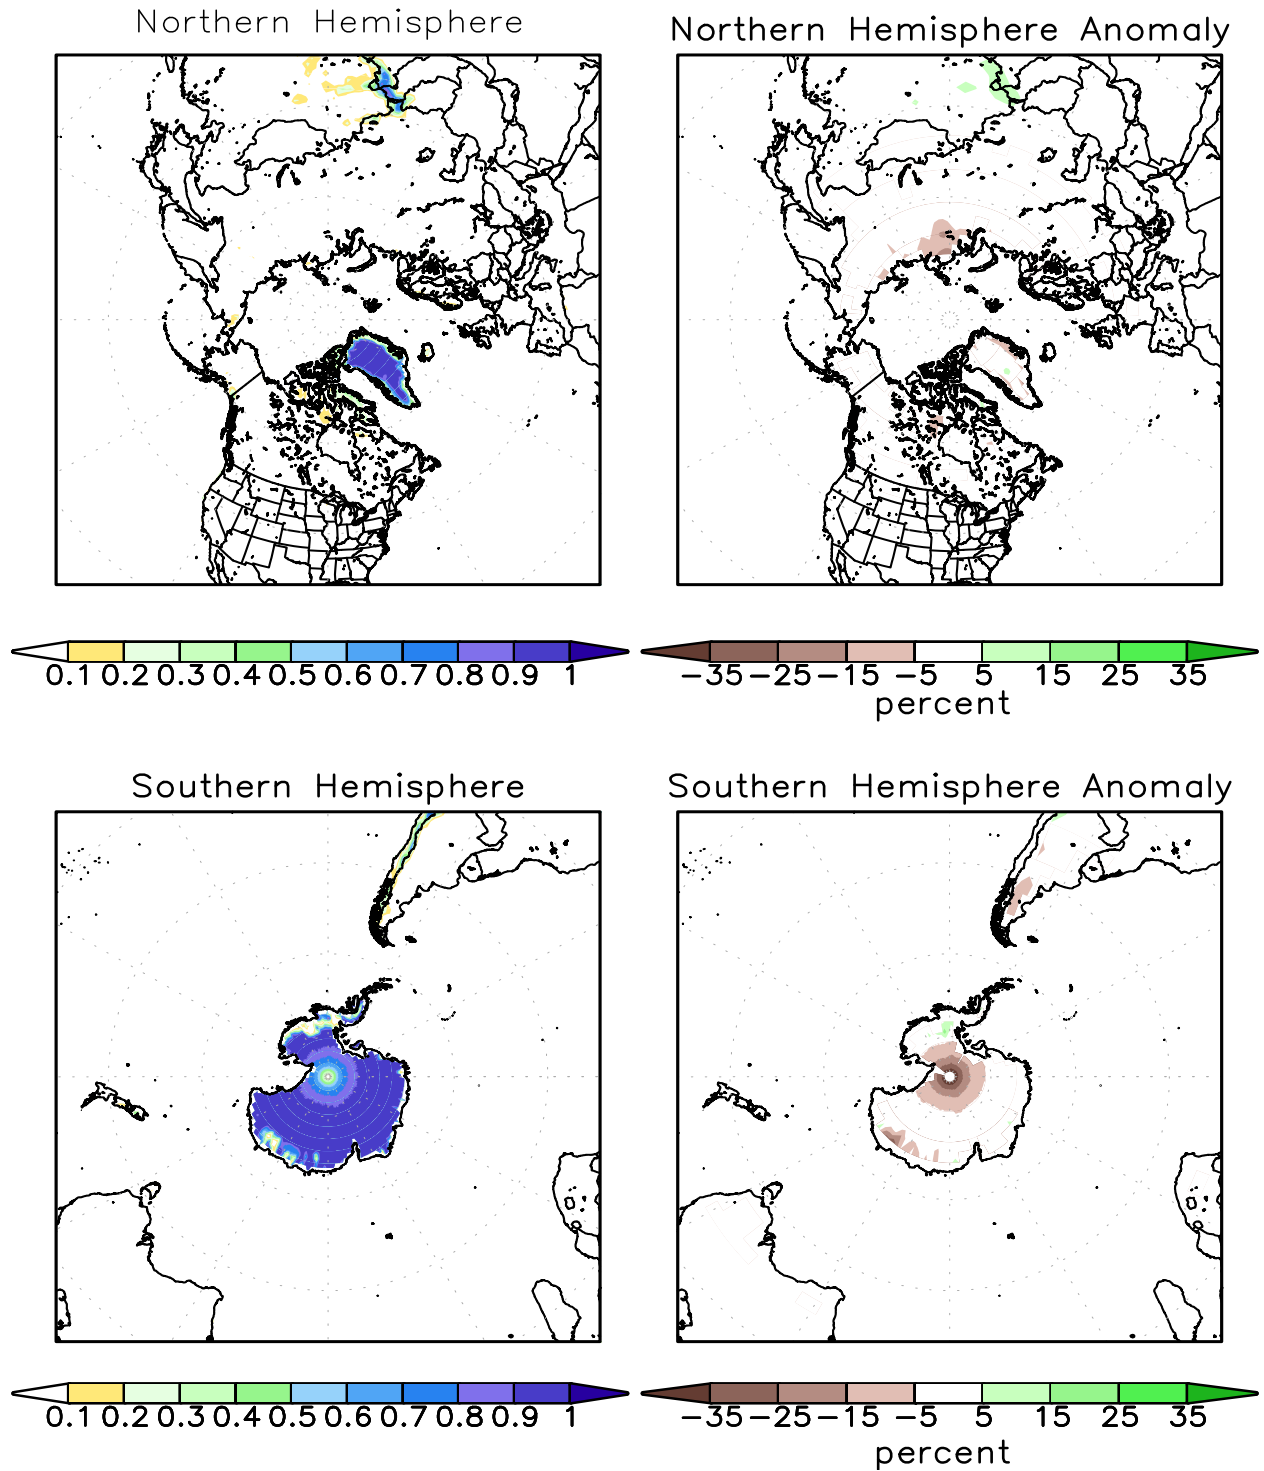 Northern Hemisphere
Northern Hemisphere Anomaly
0.1 0.2 0.3 0.4 0.5 0.6 0.7 0.8 0.9 1
-35 -25 -15 -5 5 15 25 35
percent
Southern Hemisphere
Southern Hemisphere Anomaly
0.1 0.2 0.3 0.4 0.5 0.6 0.7 0.8 0.9 1
-35 -25 -15 -5 5 15 25 35
percent